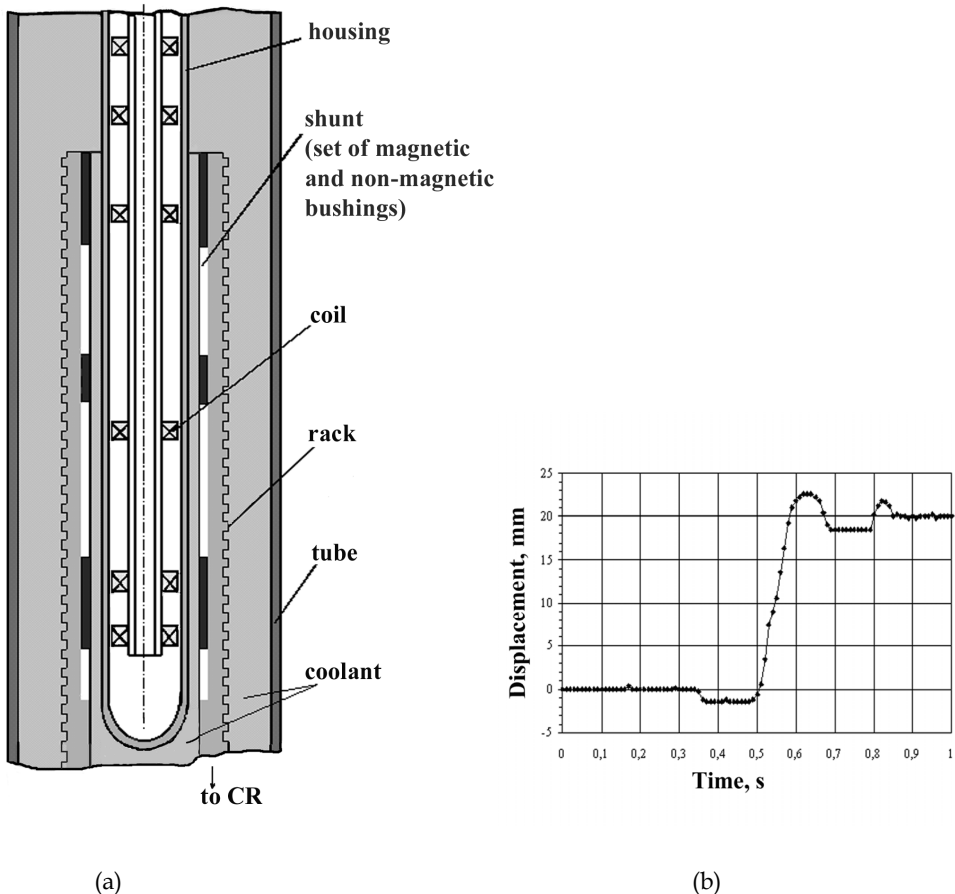 housing
shunt
(set of magnetic
and non-magnetic
bushings)
coil
rack
tube
coolant
to CR
(a)
Displacement, mm
25
20
15
10
5
0
-5
0
0,1
0,2
0,3
0,4
0,5
0,6
0,7
0,8
0,9
1
Time, s
(b)